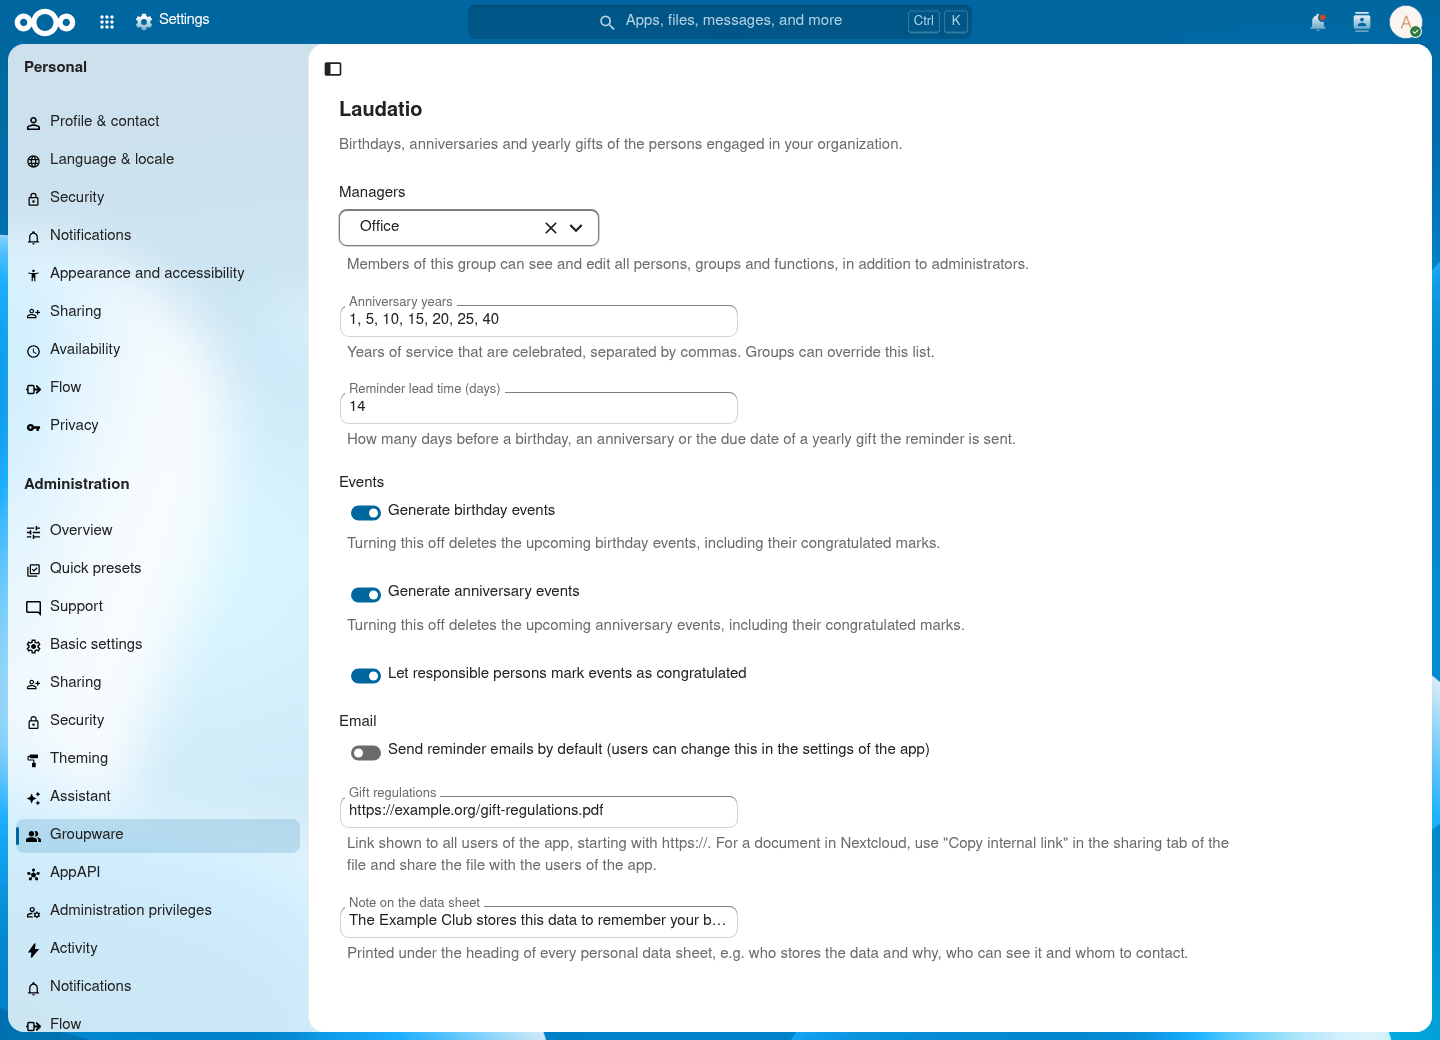 Settings
Apps, files, messages, and more
Ctrl
K
A
Personal
Profile & contact
Language & locale
Security
Notifications
Appearance and accessibility
Sharing
Availability
Flow
Privacy
Administration
Overview
Quick presets
Support
Basic settings
Sharing
Security
Theming
Assistant
Groupware
AppAPI
Administration privileges
Activity
Notifications
Flow
Laudatio
Birthdays, anniversaries and yearly gifts of the persons engaged in your organization.
Managers
Office
Members of this group can see and edit all persons, groups and functions, in addition to administrators.
Anniversary years
1, 5, 10, 15, 20, 25, 40
Years of service that are celebrated, separated by commas. Groups can override this list.
Reminder lead time (days)
14
How many days before a birthday, an anniversary or the due date of a yearly gift the reminder is sent.
Events
Generate birthday events
Turning this off deletes the upcoming birthday events, including their congratulated marks.
Generate anniversary events
Turning this off deletes the upcoming anniversary events, including their congratulated marks.
Let responsible persons mark events as congratulated
Email
Send reminder emails by default (users can change this in the settings of the app)
Gift regulations
https://example.org/gift-regulations.pdf
Link shown to all users of the app, starting with https://. For a document in Nextcloud, use "Copy internal link" in the sharing tab of the
file and share the file with the users of the app.
Note on the data sheet
The Example Club stores this data to remember your b…
Printed under the heading of every personal data sheet, e.g. who stores the data and why, who can see it and whom to contact.